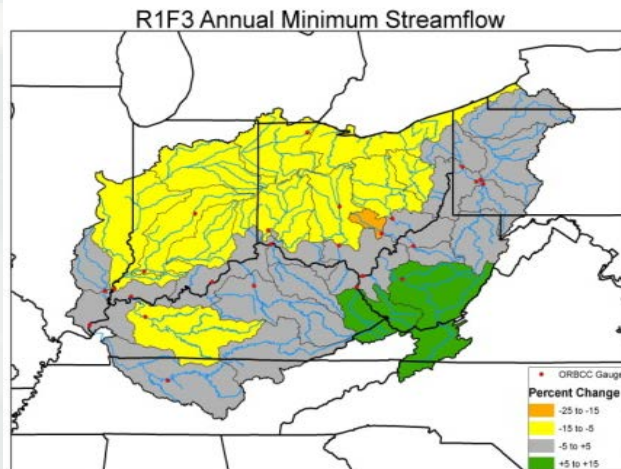 R1F3 Annual Minimum Streamflow
ORBCC Gauge
Percent Change
-25 to -15
-15 to -5
-5 to +5
+5 to +15